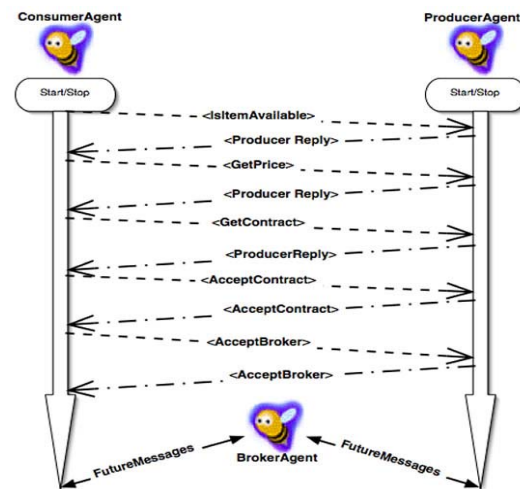 ConsumerAgent
ProducerAgent
Start/Stop
Start/Stop
<IsItemAvailable>
<Producer Reply>
<GetPrice>
<Producer Reply>
<GetContract>
<ProducerReply>
<AcceptContract>
<AcceptContract>
<AcceptBroker>
<AcceptBroker>
FutureMessages
BrokerAgent
FutureMessages